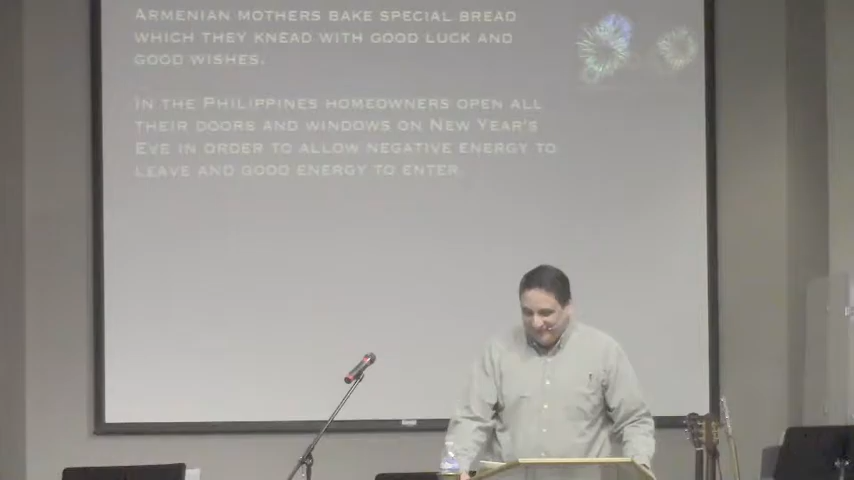 ARMENIAN MOTHERS BAKE SPECIAL BREAD
WHICH THEY KNEAD WITH GOOD LUCK AND
GOOD WISHES.
IN THE PHILIPPINES HOMEOWNERS OPEN ALL
THEIR DOORS AND WINDOWS ON NEW YEAR'S
EVE IN ORDER TO ALLOW NEGATIVE ENERGY TO
LEAVE AND GOOD ENERGY TO ENTER.